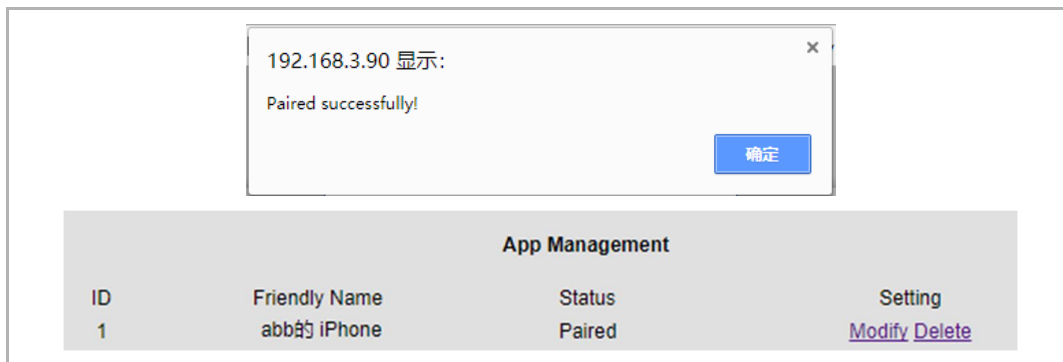 192.168.3.90 显示：
×
Paired successfully!
确定
App Management
ID Friendly Name Status Setting
1 abb的 iPhone Paired Modify Delete